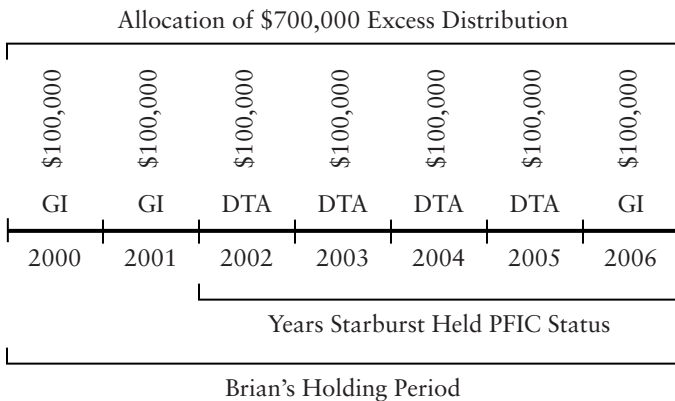 Allocation of $700,000 Excess Distribution
$100,000 $100,000 $100,000 $100,000 $100,000 $100,000 $100,000
GI GI DTA DTA DTA DTA GI
2000 2001 2002 2003 2004 2005 2006
Years Starburst Held PFIC Status
Brian’s Holding Period